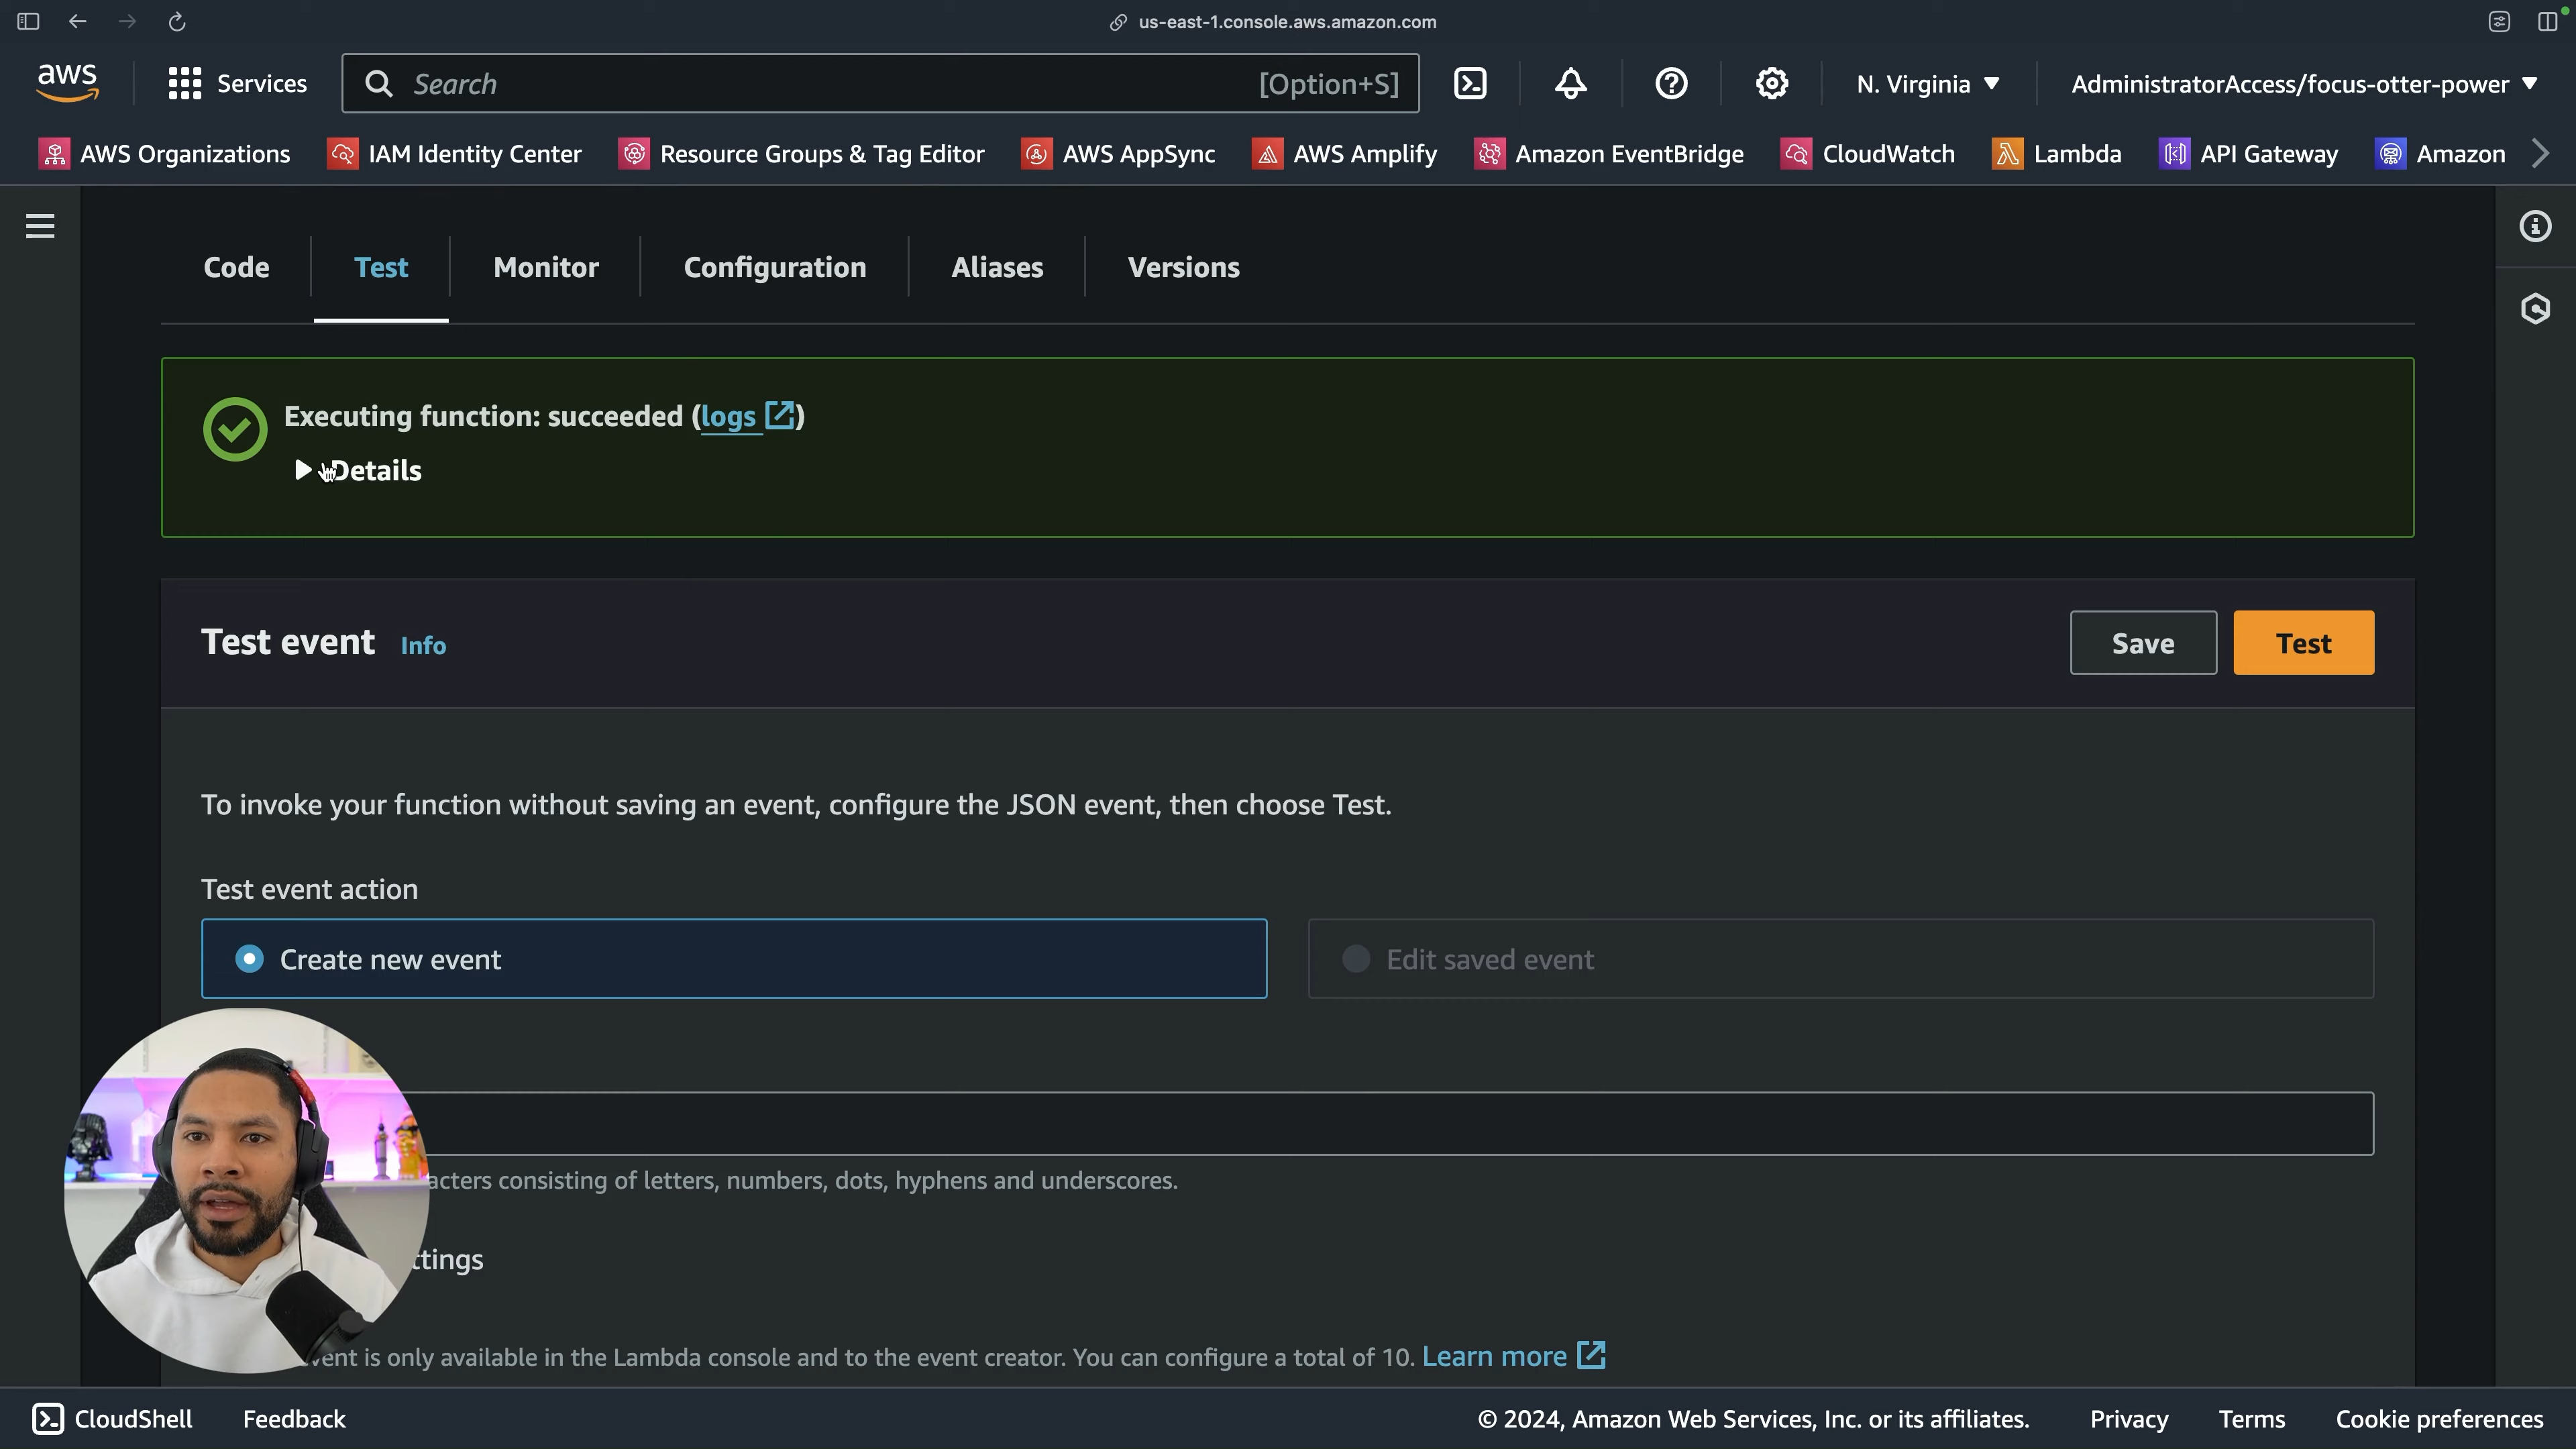 us-east-1.console.aws.amazon.com
aws
Services
Search
[Option+S]
N. Virginia
AdministratorAccess/focus-otter-power
AWS Organizations
IAM Identity Center
Resource Groups & Tag Editor
AWS AppSync
AWS Amplify
Amazon EventBridge
CloudWatch
Lambda
API Gateway
Amazon
Code
Test
Monitor
Configuration
Aliases
Versions
Executing function: succeeded (logs)
Details
Test event Info
Save
Test
To invoke your function without saving an event, configure the JSON event, then choose Test.
Test event action
Create new event
Edit saved event
consisting of letters, numbers, dots, hyphens and underscores.
is only available in the Lambda console and to the event creator. You can configure a total of 10. Learn more
CloudShell
Feedback
© 2024, Amazon Web Services, Inc. or its affiliates.
Privacy
Terms
Cookie preferences